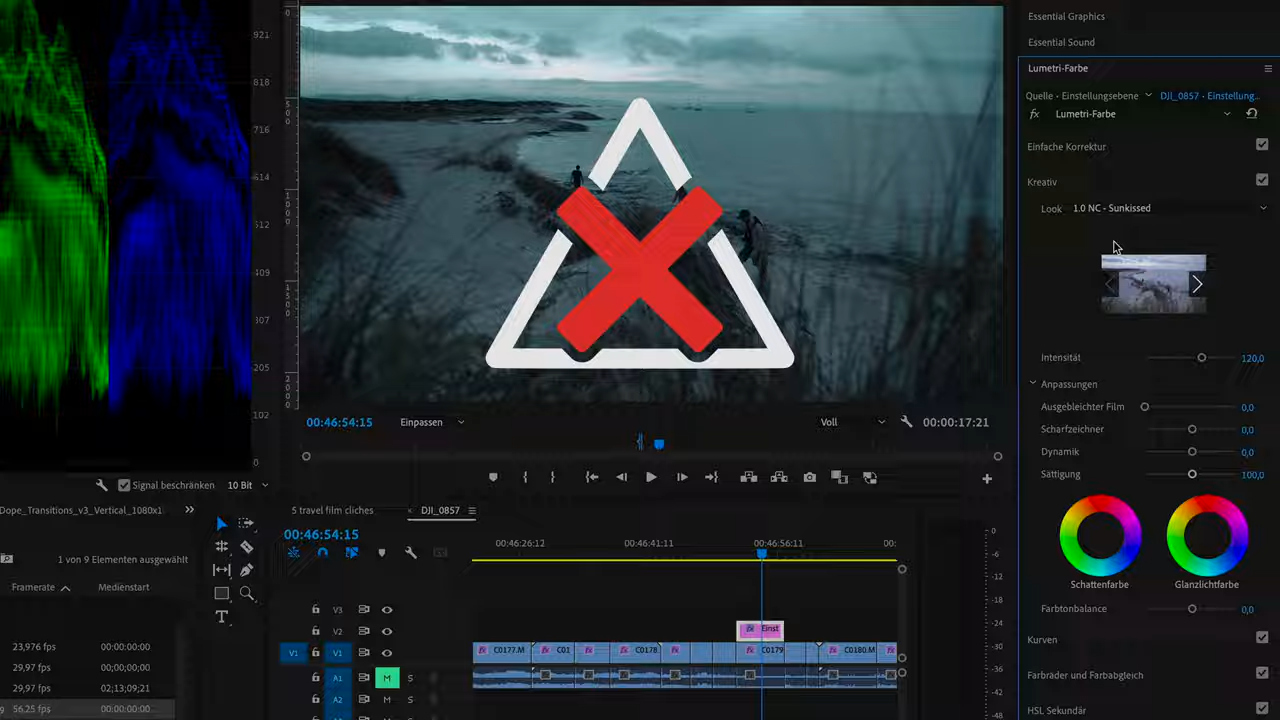 921
818
716
614
512
409
307
205
102
0
Signal beschränken
10 Bit
Dope_Transitions_v3_Vertical_1080x1
1 von 9 Elementen ausgewählt
Framerate
Medienstart
23,976 fps
00:00:00:00
29,97 fps
00;00;00;00
29,97 fps
02;13;09;21
56,25 fps
00:00:00:00
0
500
1000
1500
2000
00:46:54:15
Einpassen
Voll
00:00:17:21
5 travel film cliches
× DJI_0857
00:46:54:15
00:46:26:12
00:46:41:11
00:46:56:11
00:
V3
V2
Einst
V1
V1
C0177.M
C01
C0178
C0179
C0180.M
A1
M
S
A2
M
S
0
-6
-12
-18
-24
-30
-36
-42
-48
Essential Graphics
Essential Sound
Lumetri-Farbe
Quelle · Einstellungsebene
DJI_0857 · Einstellung...
fx
Lumetri-Farbe
Einfache Korrektur
Kreativ
Look
1.0 NC - Sunkissed
Intensität
120,0
Anpassungen
Ausgebleichter Film
0,0
Scharfzeichner
0,0
Dynamik
0,0
Sättigung
100,0
Schattenfarbe
Glanzlichtfarbe
Farbtonbalance
0,0
Kurven
Farbräder und Farbabgleich
HSL Sekundär